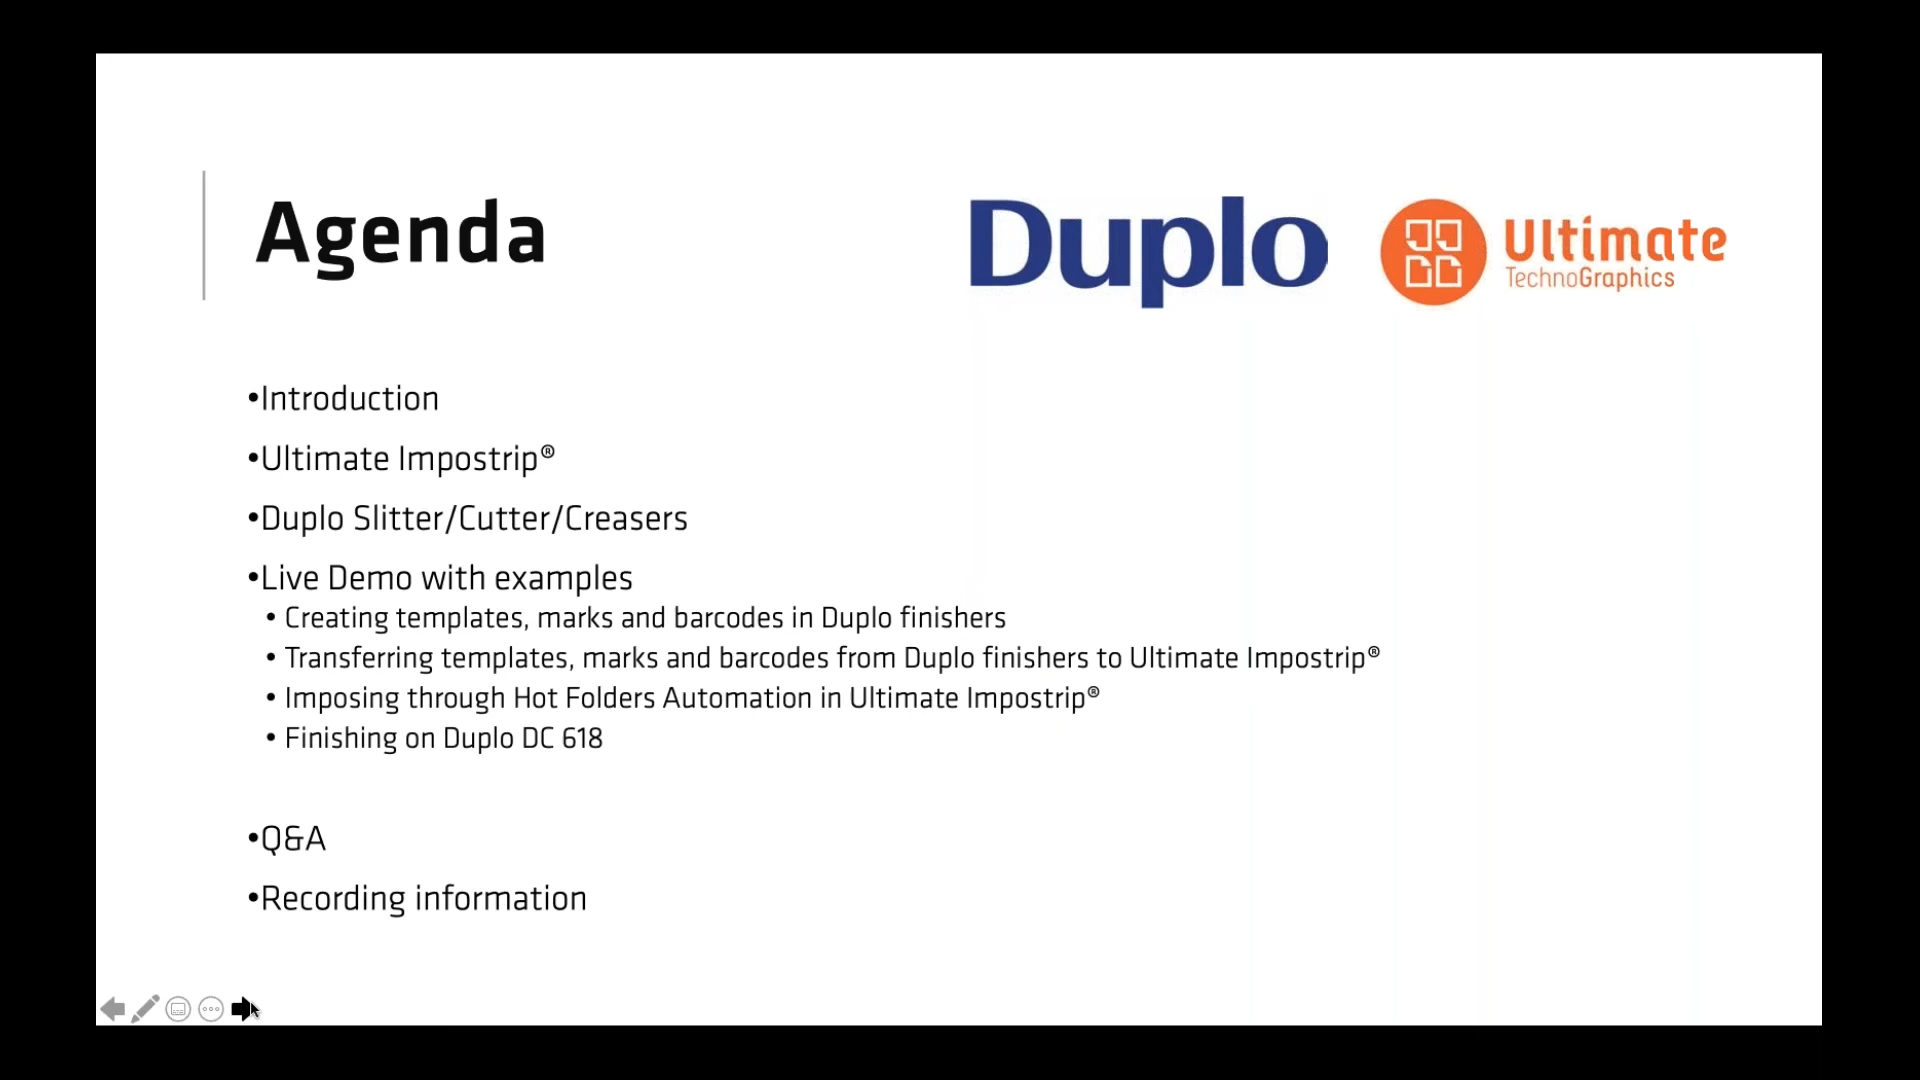 Agenda
Duplo
Ultimate
TechnoGraphics
•Introduction
•Ultimate Impostrip®
•Duplo Slitter/Cutter/Creasers
•Live Demo with examples
• Creating templates, marks and barcodes in Duplo finishers
• Transferring templates, marks and barcodes from Duplo finishers to Ultimate Impostrip®
• Imposing through Hot Folders Automation in Ultimate Impostrip®
• Finishing on Duplo DC 618
•Q&A
•Recording information